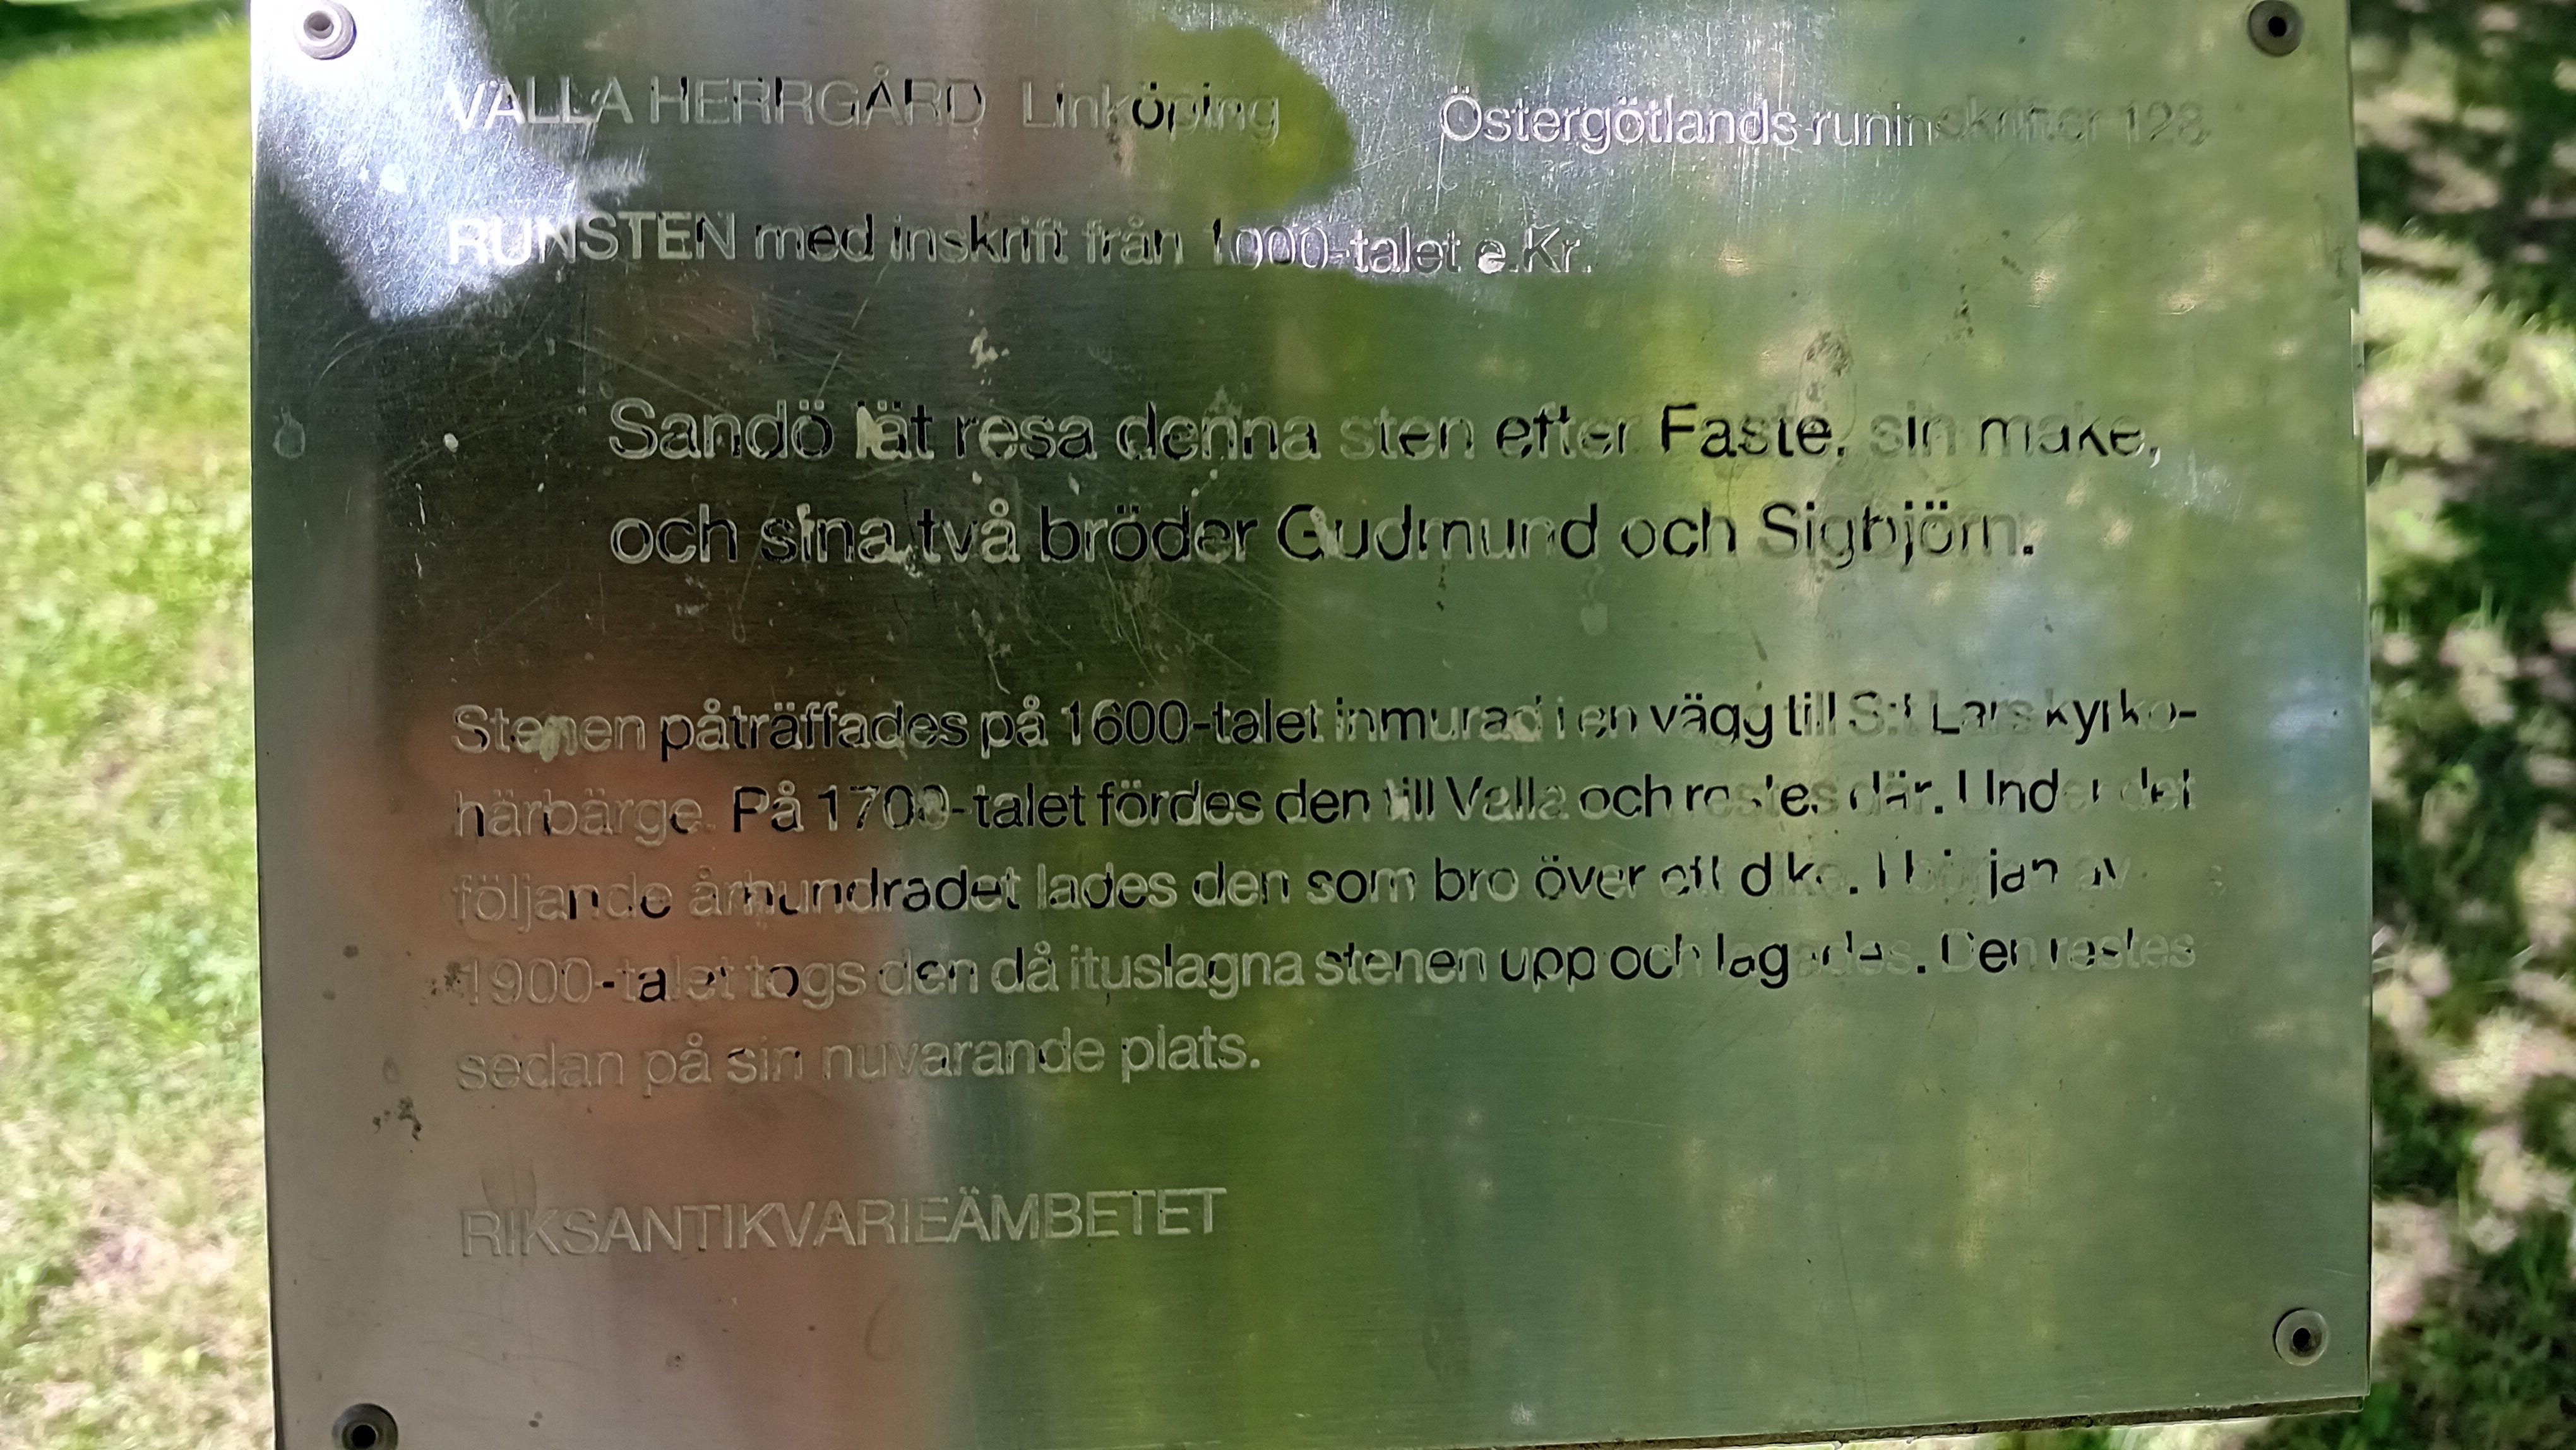 VALLA HERRGÅRD Linköping Östergötlands runinskrifter 128
RUNSTEN med inskrift från 1000-talet e.Kr.
Sandö lät resa denna sten efter Faste, sin make,
och sina två bröder Gudmund och Sigbjörn.
Stenen påträffades på 1600-talet inmurad i en vägg till S:t Lars kyrko-
härbärge. På 1700-talet fördes den till Valla och restes där. Under det
följande århundradet lades den som bro över ett dike. I början av
1900-talet togs den då ituslagna stenen upp och lagades. Den restes
sedan på sin nuvarande plats.
RIKSANTIKVARIEÄMBETET